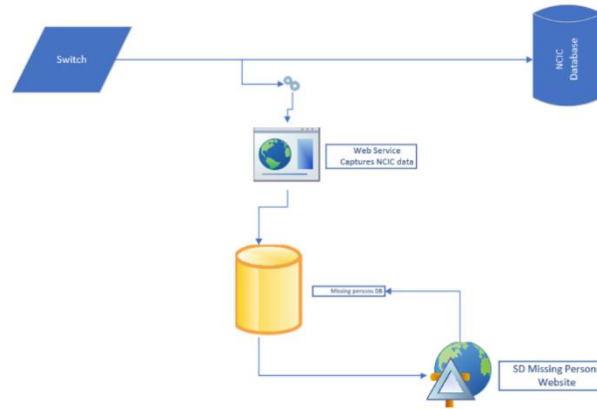 Switch
NCIC
Database
Web Service
Captures NCIC data
Missing persons DB
SD Missing Person
Website